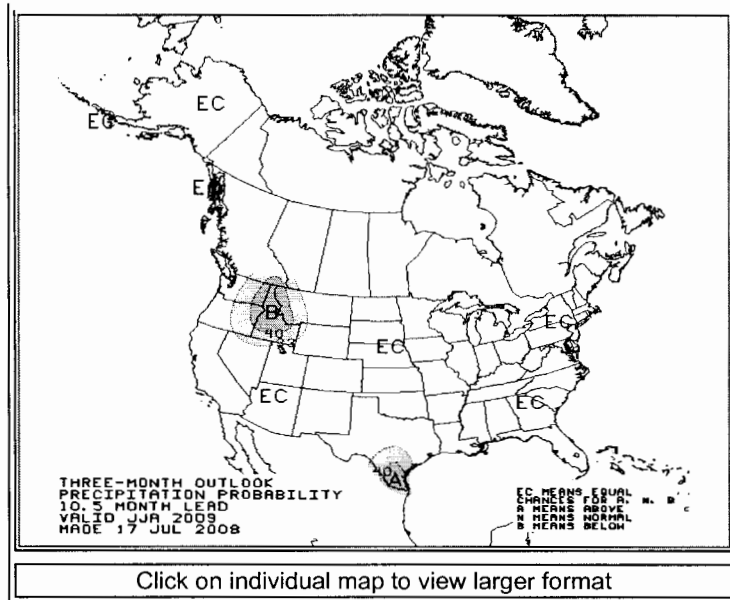 EC
EC
E
B
40
33
EC
EC
EC
EC
40
A
THREE-MONTH OUTLOOK
PRECIPITATION PROBABILITY
10.5 MONTH LEAD
VALID JJA 2009
MADE 17 JUL 2008
EC MEANS EQUAL
CHANCES FOR A, N, B
A MEANS ABOVE
N MEANS NORMAL
B MEANS BELOW
Click on individual map to view larger format